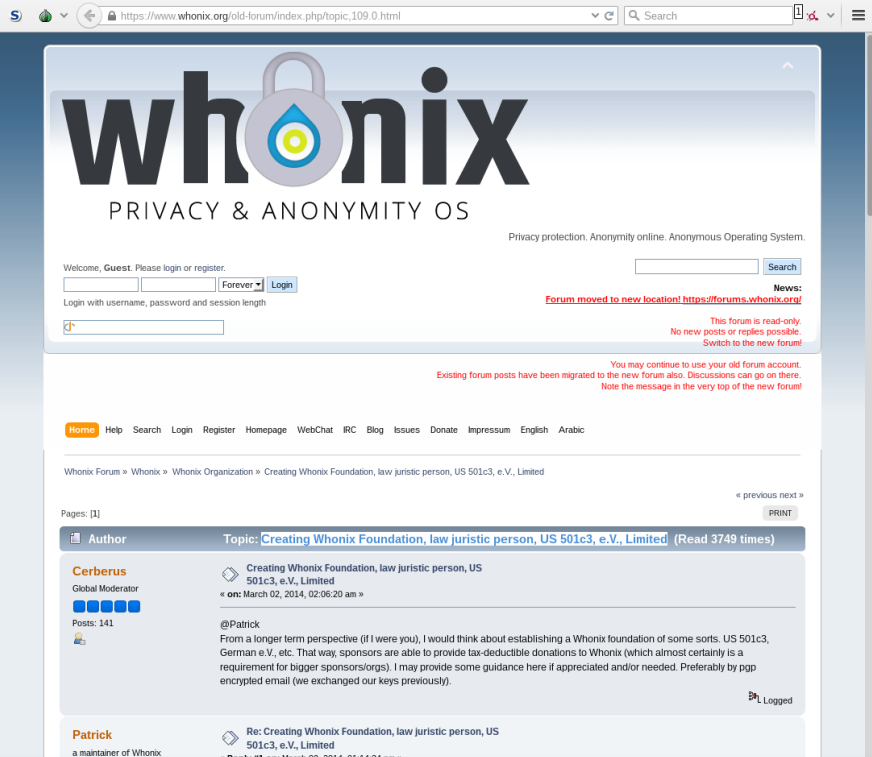 S
https://www.whonix.org/old-forum/index.php/topic,109.0.html
Search
1
whonix
PRIVACY & ANONYMITY OS
Privacy protection. Anonymity online. Anonymous Operating System.
Welcome, Guest. Please login or register.
Forever Login
Login with username, password and session length
Search
News:
Forum moved to new location! https://forums.whonix.org/
This forum is read-only.
No new posts or replies possible.
Switch to the new forum!
You may continue to use your old forum account.
Existing forum posts have been migrated to the new forum also. Discussions can go on there.
Note the message in the very top of the new forum!
Home Help Search Login Register Homepage WebChat IRC Blog Issues Donate Impressum English Arabic
Whonix Forum » Whonix » Whonix Organization » Creating Whonix Foundation, law juristic person, US 501c3, e.V., Limited
« previous next »
Pages: [1]
PRINT
Author Topic: Creating Whonix Foundation, law juristic person, US 501c3, e.V., Limited (Read 3749 times)
Cerberus
Global Moderator
Posts: 141
Creating Whonix Foundation, law juristic person, US
501c3, e.V., Limited
« on: March 02, 2014, 02:06:20 am »
@Patrick
From a longer term perspective (if I were you), I would think about establishing a Whonix foundation of some sorts. US 501c3,
German e.V., etc. That way, sponsors are able to provide tax-deductible donations to Whonix (which almost certainly is a
requirement for bigger sponsors/orgs). I may provide some guidance here if appreciated and/or needed. Preferably by pgp
encrypted email (we exchanged our keys previously).
Logged
Patrick
a maintainer of Whonix
Re: Creating Whonix Foundation, law juristic person, US
501c3, e.V., Limited